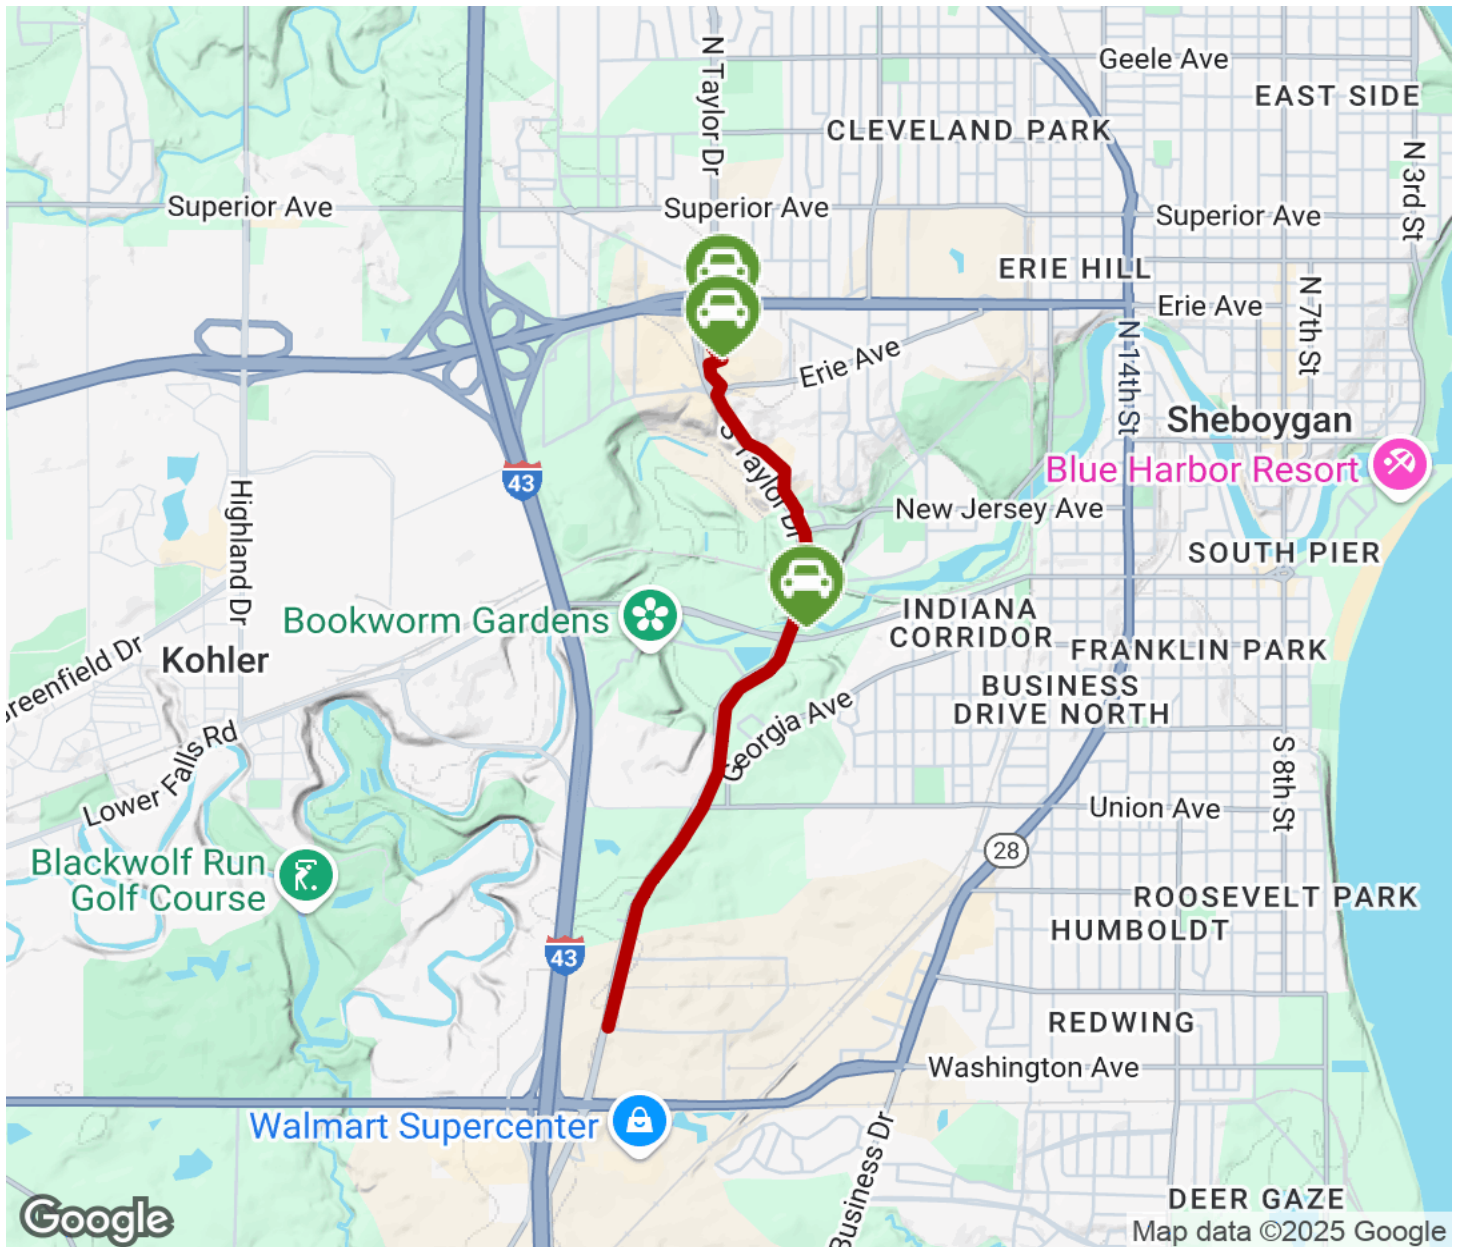 N Taylor Dr
Geele Ave
EAST SIDE
CLEVELAND PARK
N 3rd St
Superior Ave
Superior Ave
Superior Ave
ERIE HILL
Erie Ave
N 7th St
N 14th St
Erie Ave
Sheboygan
S Taylor Dr
Blue Harbor Resort
43
Highland Dr
New Jersey Ave
SOUTH PIER
Bookworm Gardens
INDIANA
CORRIDOR
FRANKLIN PARK
Greenfield Dr
Kohler
BUSINESS
DRIVE NORTH
Georgia Ave
Lower Falls Rd
S 8th St
Union Ave
28
Blackwolf Run
Golf Course
ROOSEVELT PARK
HUMBOLDT
43
REDWING
Washington Ave
Walmart Supercenter
Business Dr
DEER GAZE
Google
Map data ©2025 Google